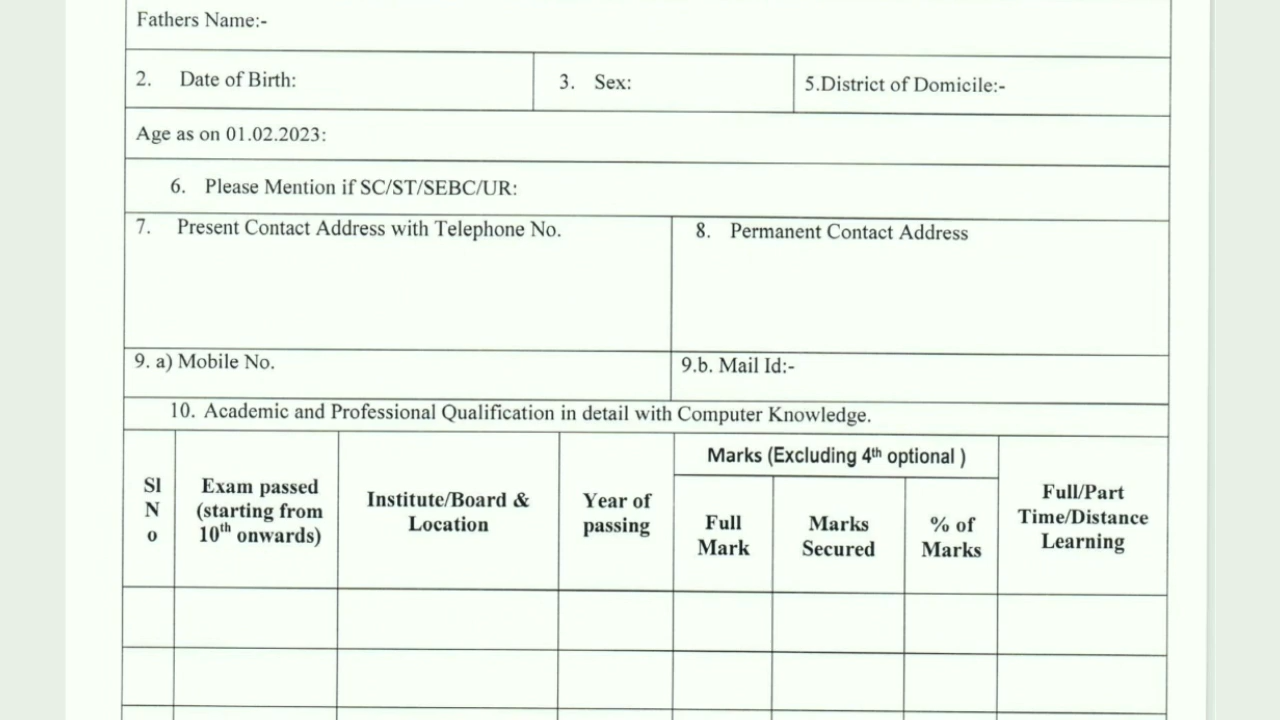 Fathers Name:-
2. Date of Birth:
3. Sex:
5.District of Domicile:-
Age as on 01.02.2023:
6. Please Mention if SC/ST/SEBC/UR:
7. Present Contact Address with Telephone No.
8. Permanent Contact Address
9. a) Mobile No.
9.b. Mail Id:-
10. Academic and Professional Qualification in detail with Computer Knowledge.
Sl
N
o
Exam passed
(starting from
10th onwards)
Institute/Board &
Location
Year of
passing
Marks (Excluding 4th optional )
Full
Mark
Marks
Secured
% of
Marks
Full/Part
Time/Distance
Learning